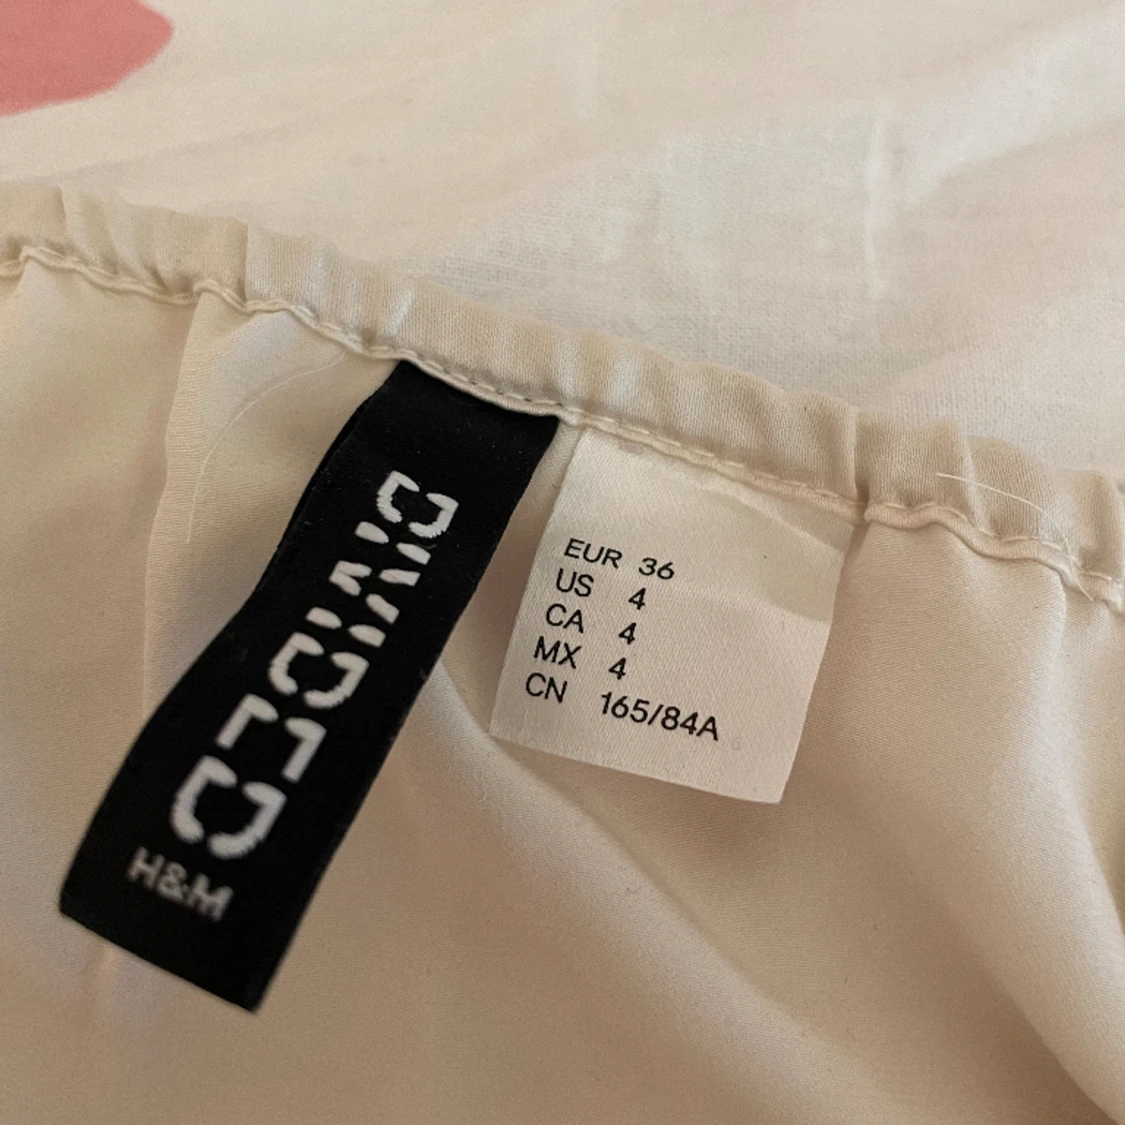 DIVIDED
H&M
EUR 36
US 4
CA 4
MX 4
CN 165/84A